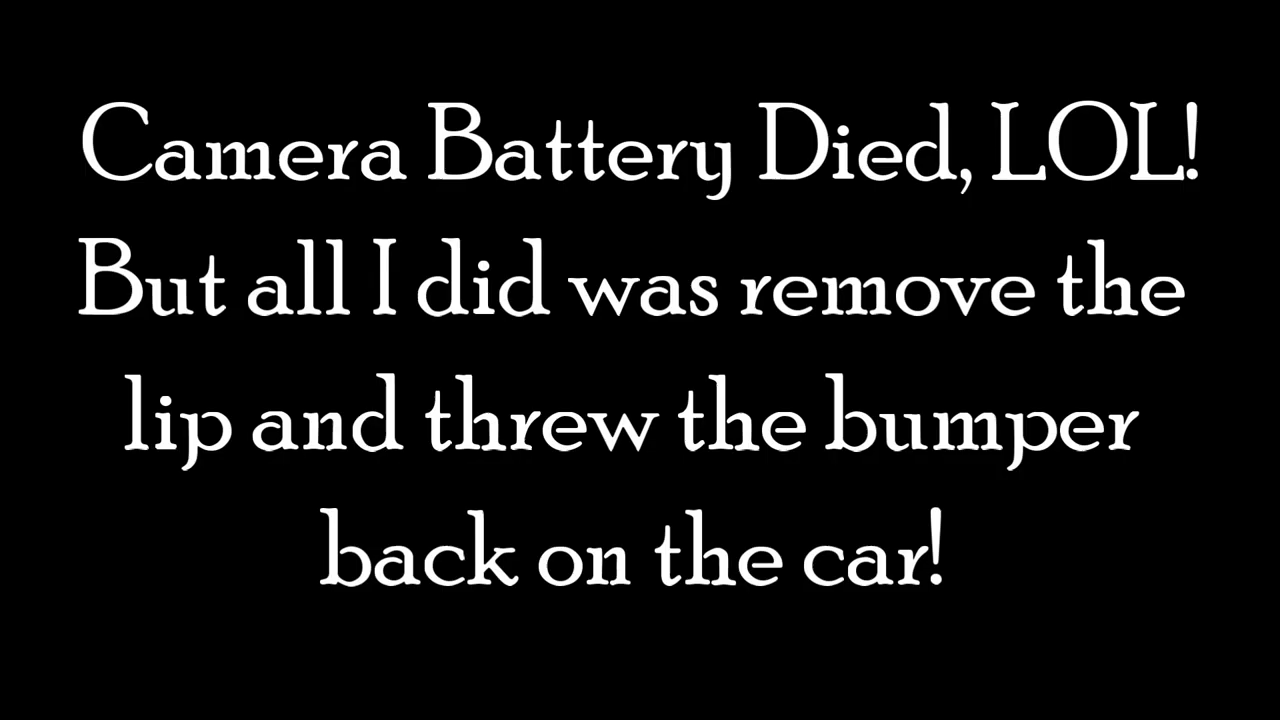 Camera Battery Died, LOL!
But all I did was remove the
lip and threw the bumper
back on the car!